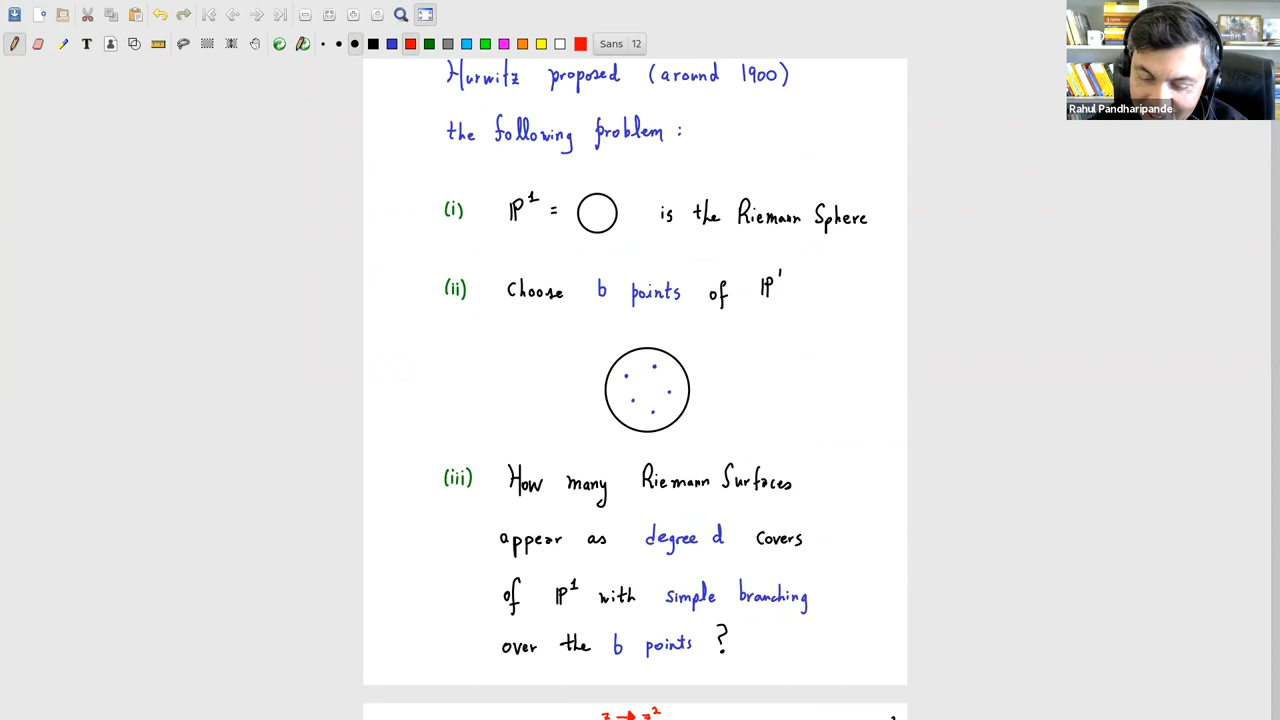 Sans 12
Rahul Pandharipande
Hurwitz proposed (around 1900)
the following problem :
(i) ℙ¹ = ◯ is the Riemann Sphere
(ii) Choose b points of ℙ¹
(iii) How many Riemann Surfaces
appear as degree d covers
of ℙ¹ with simple branching
over the b points ?
z → z²